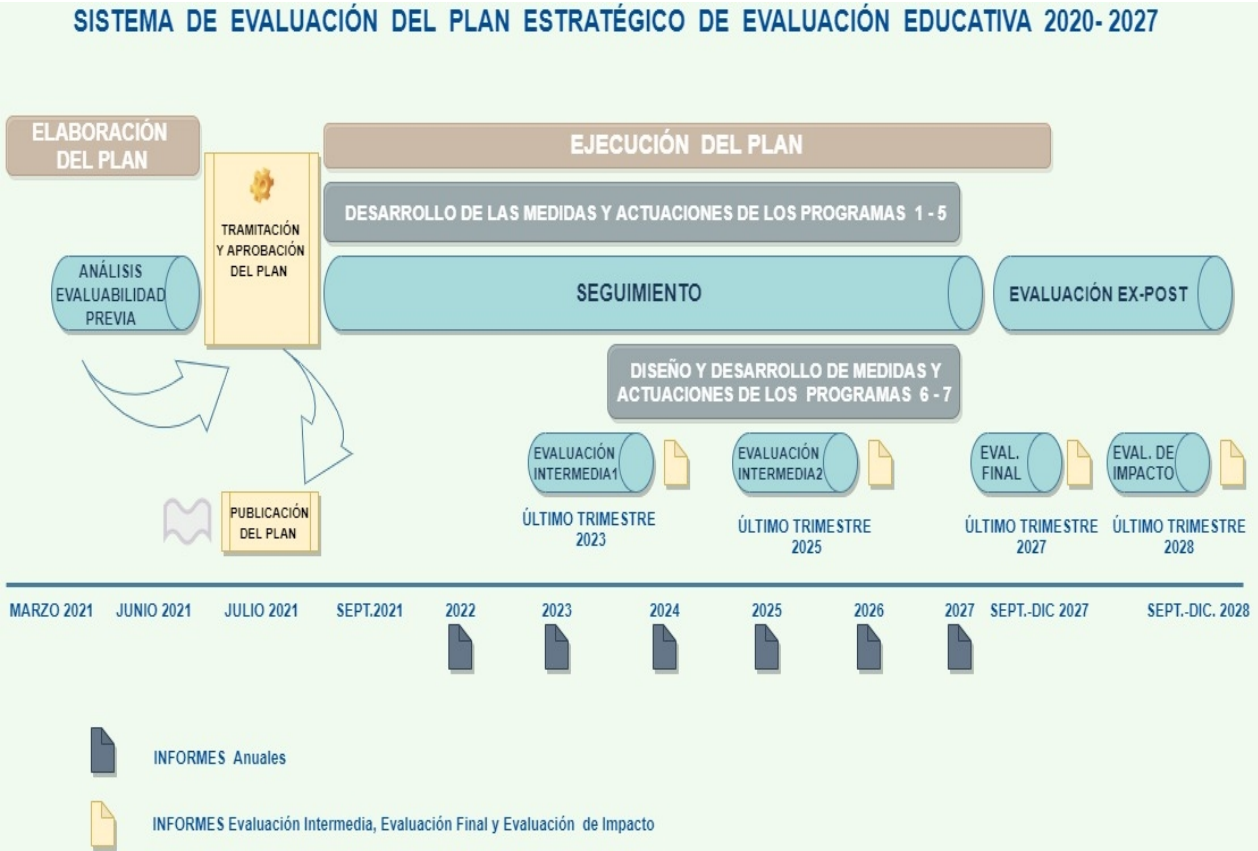 SISTEMA DE EVALUACIÓN DEL PLAN ESTRATÉGICO DE EVALUACIÓN EDUCATIVA 2020- 2027
ELABORACIÓN
DEL PLAN
EJECUCIÓN DEL PLAN
TRAMITACIÓN
Y APROBACIÓN
DEL PLAN
DESARROLLO DE LAS MEDIDAS Y ACTUACIONES DE LOS PROGRAMAS 1 - 5
ANÁLISIS
EVALUABILIDAD
PREVIA
SEGUIMIENTO
EVALUACIÓN EX-POST
DISEÑO Y DESARROLLO DE MEDIDAS Y
ACTUACIONES DE LOS PROGRAMAS 6 - 7
EVALUACIÓN
INTERMEDIA1
EVALUACIÓN
INTERMEDIA2
EVAL.
FINAL
EVAL. DE
IMPACTO
ÚLTIMO TRIMESTRE
2023
ÚLTIMO TRIMESTRE
2025
ÚLTIMO TRIMESTRE
2027
ÚLTIMO TRIMESTRE
2028
PUBLICACIÓN
DEL PLAN
MARZO 2021
JUNIO 2021
JULIO 2021
SEPT.2021
2022
2023
2024
2025
2026
2027
SEPT.-DIC 2027
SEPT.-DIC. 2028
INFORMES Anuales
INFORMES Evaluación Intermedia, Evaluación Final y Evaluación de Impacto